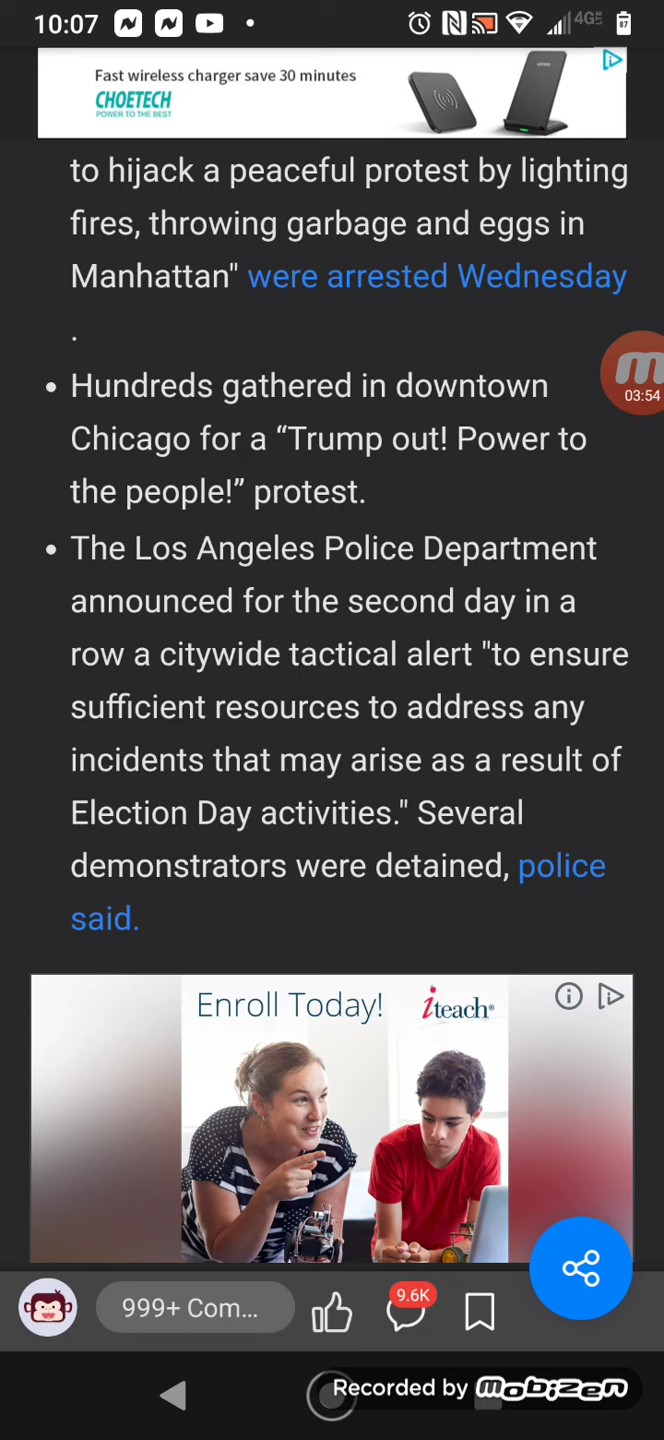 10:07
4G
87
Fast wireless charger save 30 minutes
CHOETECH
POWER TO THE BEST
to hijack a peaceful protest by lighting
fires, throwing garbage and eggs in
Manhattan" were arrested Wednesday
.
03:54
• Hundreds gathered in downtown
Chicago for a “Trump out! Power to
the people!” protest.
• The Los Angeles Police Department
announced for the second day in a
row a citywide tactical alert "to ensure
sufficient resources to address any
incidents that may arise as a result of
Election Day activities." Several
demonstrators were detained, police
said.
Enroll Today! iteach®
999+ Com...
9.6K
Recorded by mobizen